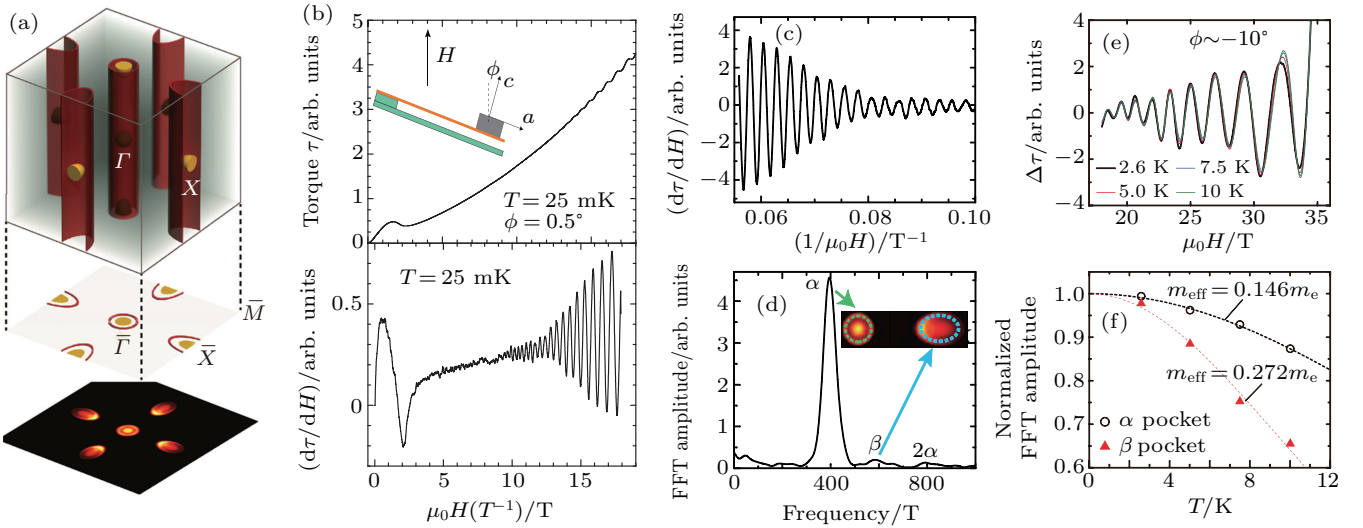 (a)
Γ
X
M̅
Γ̅
X̅
(b)
Torque τ/arb. units
5
4
3
2
1
0
H
ϕ
c
a
T = 25 mK
ϕ = 0.5°
(dτ/dH)/arb. units
T = 25 mK
0.5
0
0
5
10
15
μ₀H(T⁻¹)/T
(c)
(dτ/dH)/arb. units
4
2
0
−2
−4
0.06
0.08
0.10
(1/μ₀H)/T⁻¹
(d)
FFT amplitude/arb. units
4
3
2
1
0
α
β
2α
0
400
800
Frequency/T
(e)
ϕ∼−10°
Δτ/arb. units
4
2
0
−2
−4
2.6 K
7.5 K
5.0 K
10 K
20
25
30
35
μ₀H/T
(f)
Normalized
FFT amplitude
1.0
0.9
0.8
0.7
0.6
m_eff = 0.146m_e
m_eff = 0.272m_e
α pocket
β pocket
0
4
8
12
T/K